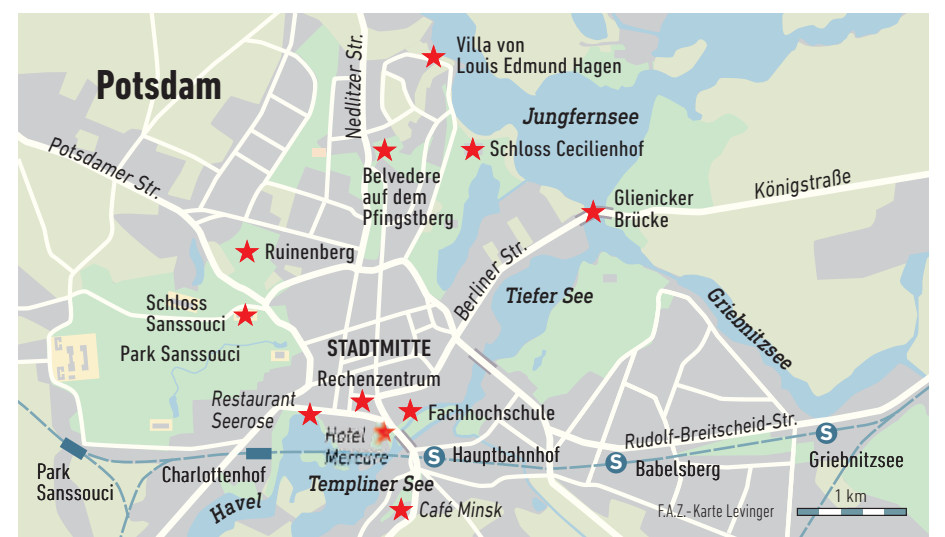 Potsdam
Villa von
Louis Edmund Hagen
Nedlitzer Str.
Jungfernsee
Potsdamer Str.
Schloss Cecilienhof
Belvedere
auf dem
Pfingstberg
Königstraße
Glienicker
Brücke
Ruinenberg
Berliner Str.
Tiefer See
Griebnitzsee
Schloss
Sanssouci
Park Sanssouci
STADTMITTE
Rechenzentrum
Restaurant
Seerose
Fachhochschule
Hotel
Mercure
Rudolf-Breitscheid-Str.
S
Hauptbahnhof
S
Babelsberg
S
Griebnitzsee
Park
Sanssouci
Charlottenhof
Templiner See
Havel
Café Minsk
1 km
F.A.Z.-Karte Levinger